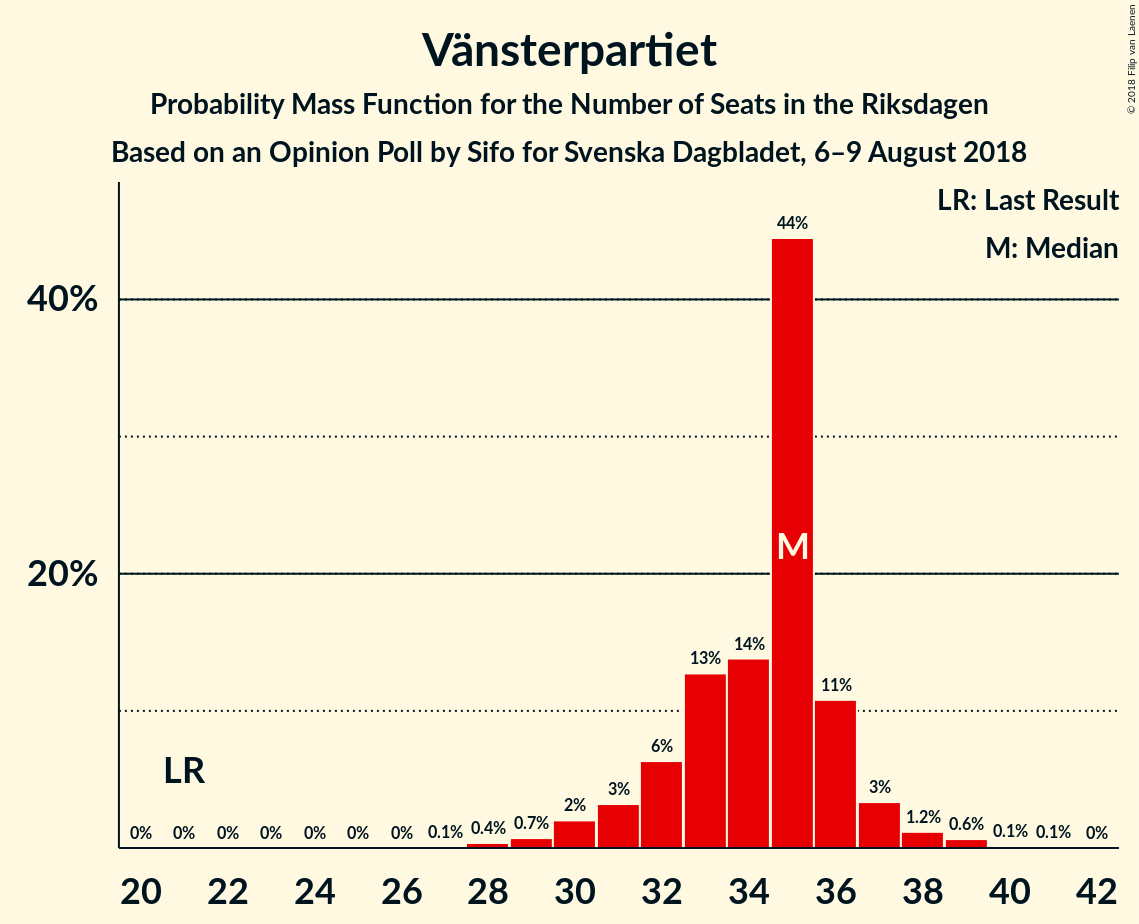 Vänsterpartiet
Probability Mass Function for the Number of Seats in the Riksdagen
Based on an Opinion Poll by Sifo for Svenska Dagbladet, 6–9 August 2018
© 2018 Filip van Laenen
LR: Last Result
M: Median
40%
20%
44%
M
LR
0% 0% 0% 0% 0% 0% 0% 0.1% 0.4% 0.7% 2% 3% 6% 13% 14% 11% 3% 1.2% 0.6% 0.1% 0.1% 0%
20 22 24 26 28 30 32 34 36 38 40 42